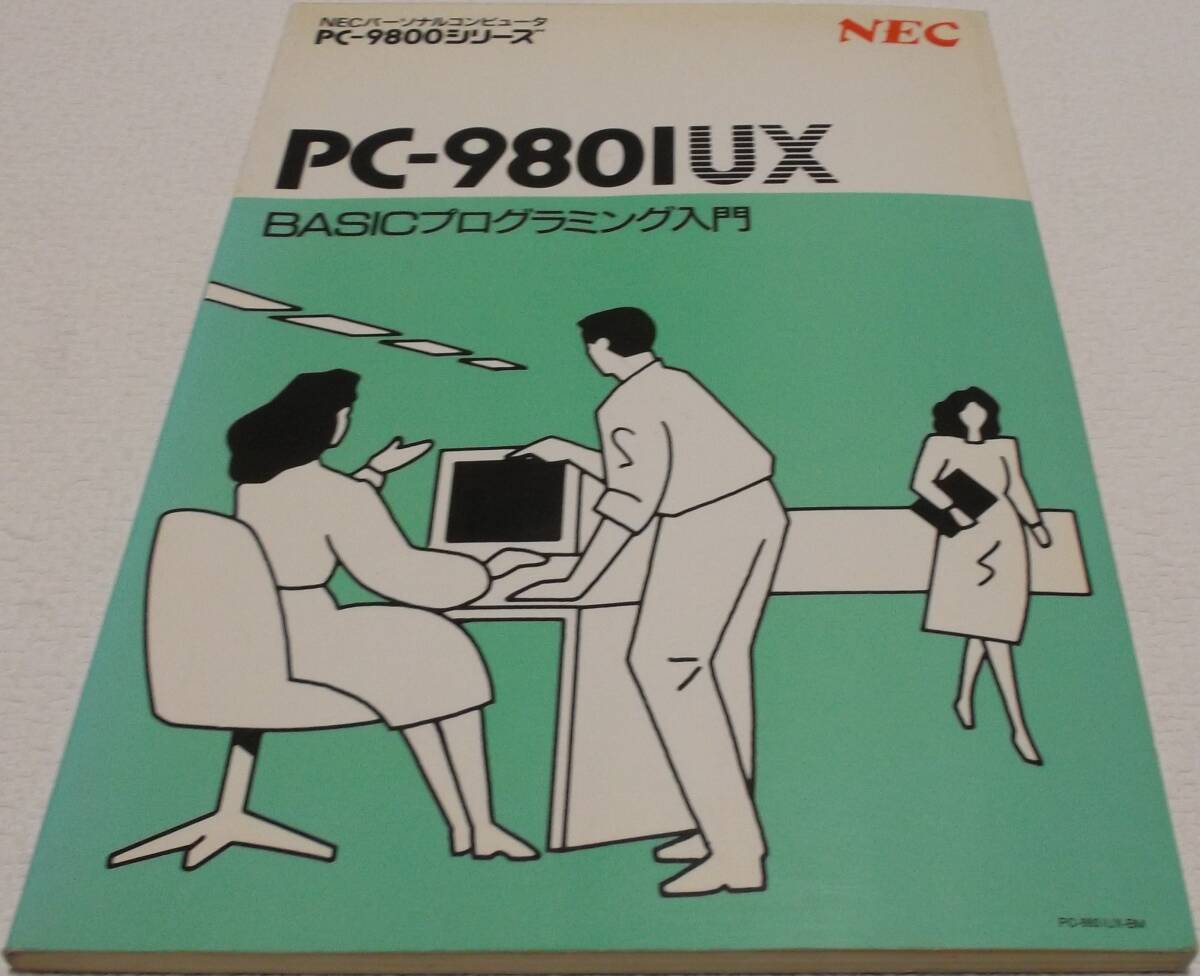 NECパーソナルコンピュータ
PC-9800シリーズ
NEC
PC-9801UX
BASICプログラミング入門
PC-9801UX-BM